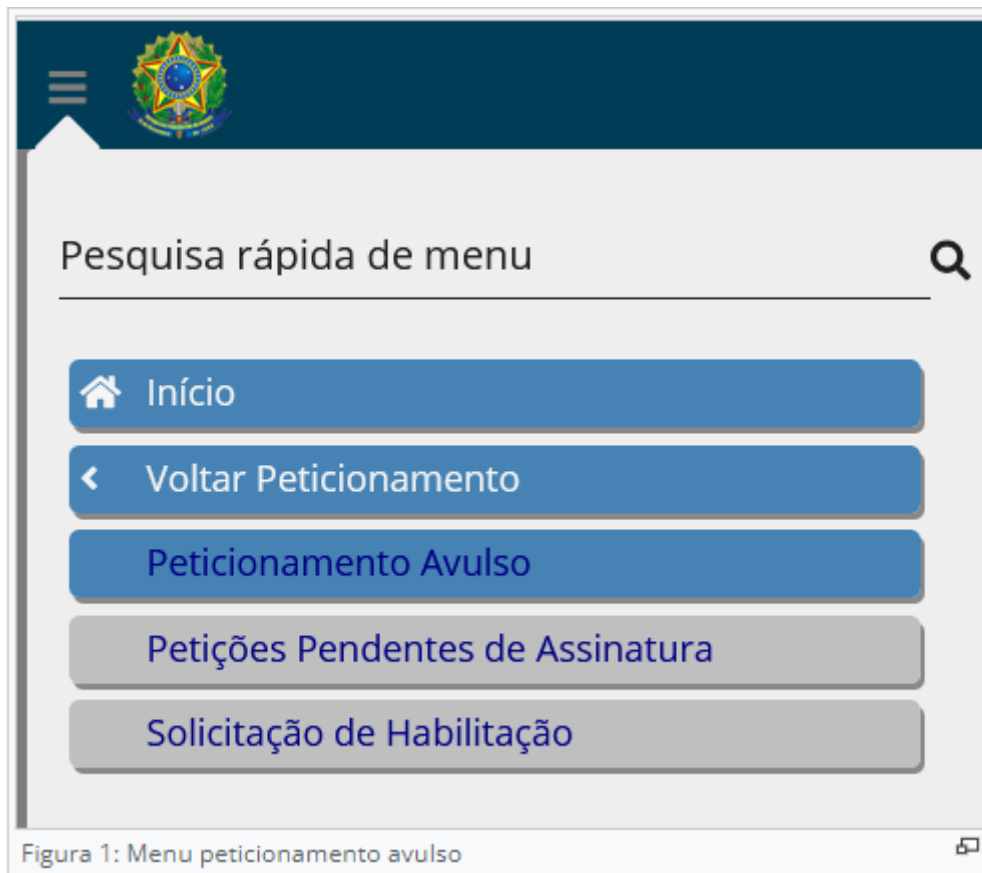 Pesquisa rápida de menu
Início
Voltar Peticionamento
Peticionamento Avulso
Petições Pendentes de Assinatura
Solicitação de Habilitação
Figura 1: Menu peticionamento avulso